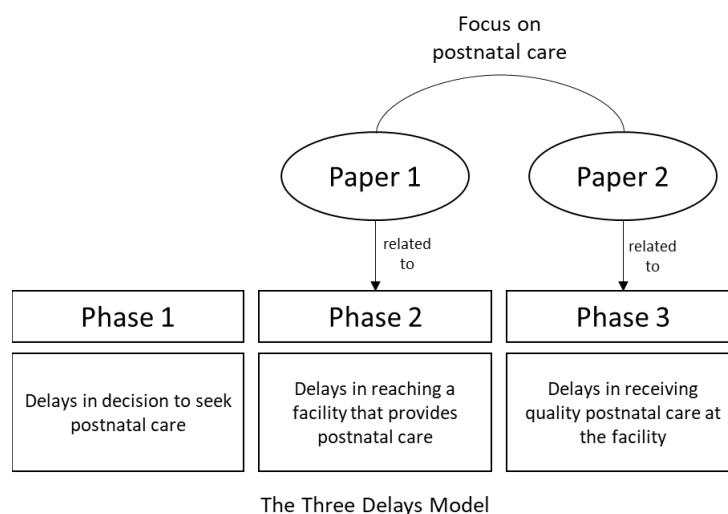 Focus on
postnatal care
Paper 1
Paper 2
related
to
related
to
Phase 1
Phase 2
Phase 3
Delays in decision to seek
postnatal care
Delays in reaching a
facility that provides
postnatal care
Delays in receiving
quality postnatal care at
the facility
The Three Delays Model